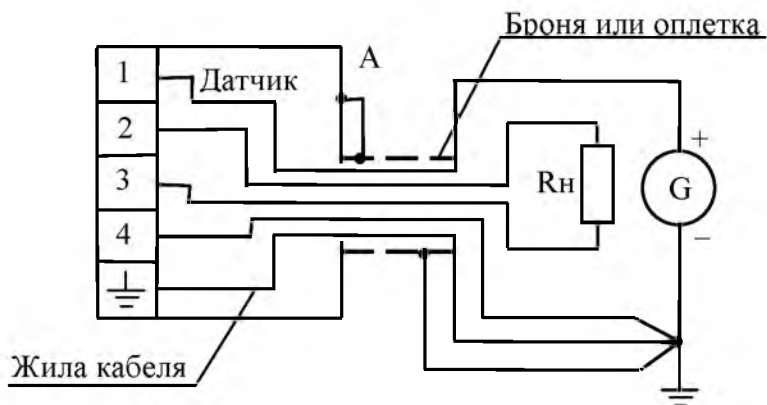 Броня или оплетка
А
1
Датчик
2
3
4
Rн
+
G
–
Жила кабеля